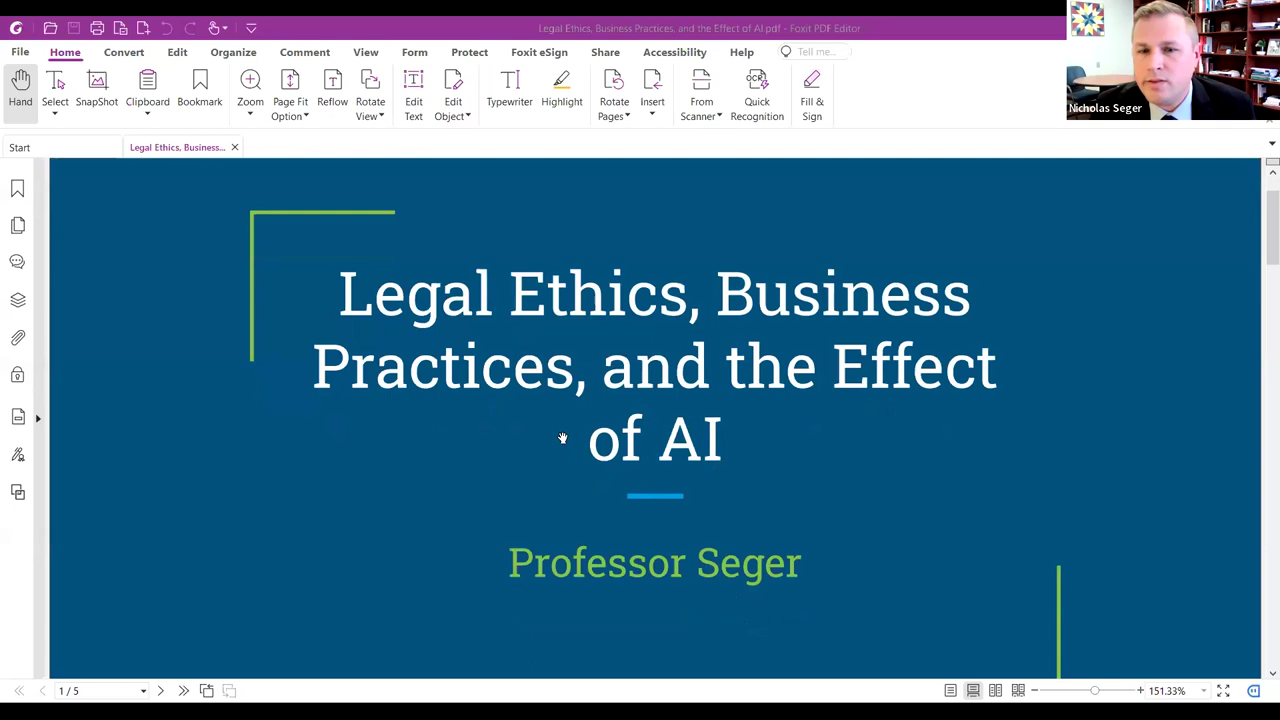 Legal Ethics, Business Practices, and the Effect of AI.pdf - Foxit PDF Editor
Nicholas Seger
File Home Convert Edit Organize Comment View Form Protect Foxit eSign Share Accessibility Help Tell me...
Hand
Select
SnapShot
Clipboard
Bookmark
Zoom
Page Fit
Option
Reflow
Rotate
View
Edit
Text
Edit
Object
Typewriter
Highlight
Rotate
Pages
Insert
From
Scanner
OCR
Quick
Recognition
Fill &
Sign
Start
Legal Ethics, Business...
Legal Ethics, Business
Practices, and the Effect
of AI
Professor Seger
1 / 5
151.33%